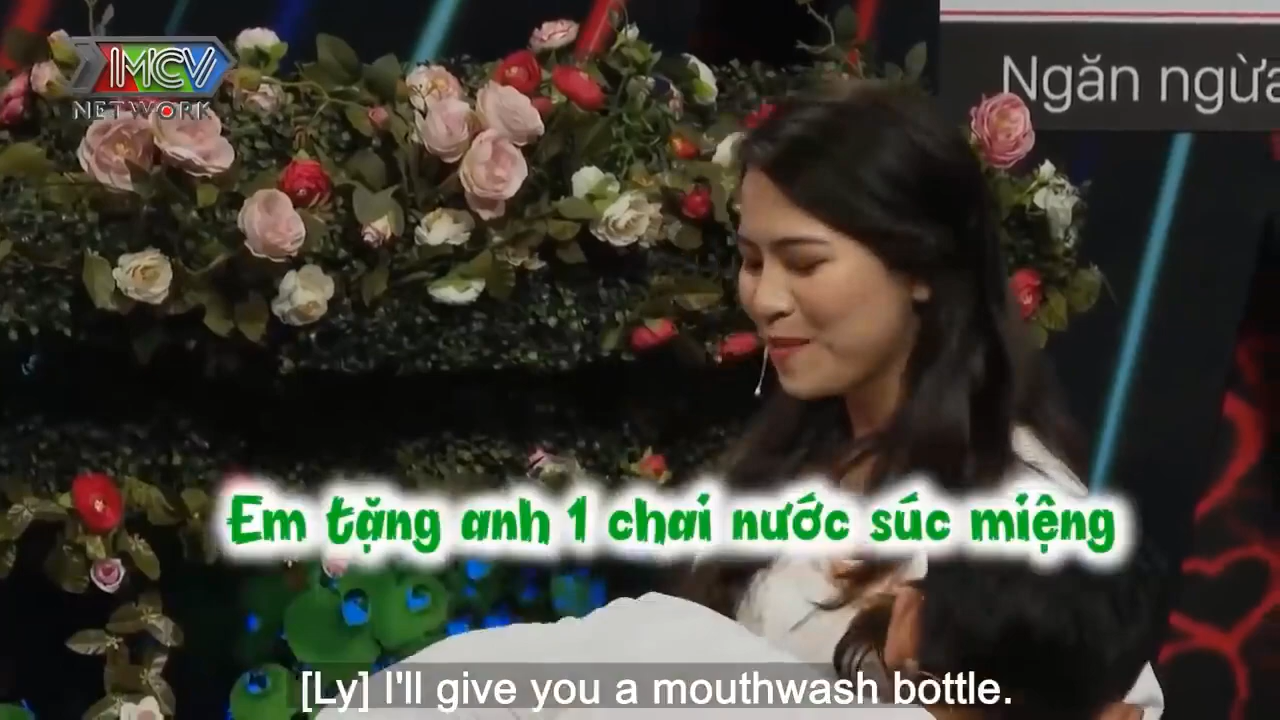 MCV
NETWORK
Ngăn ngừa
Em tặng anh 1 chai nước súc miệng
[Ly] I'll give you a mouthwash bottle.